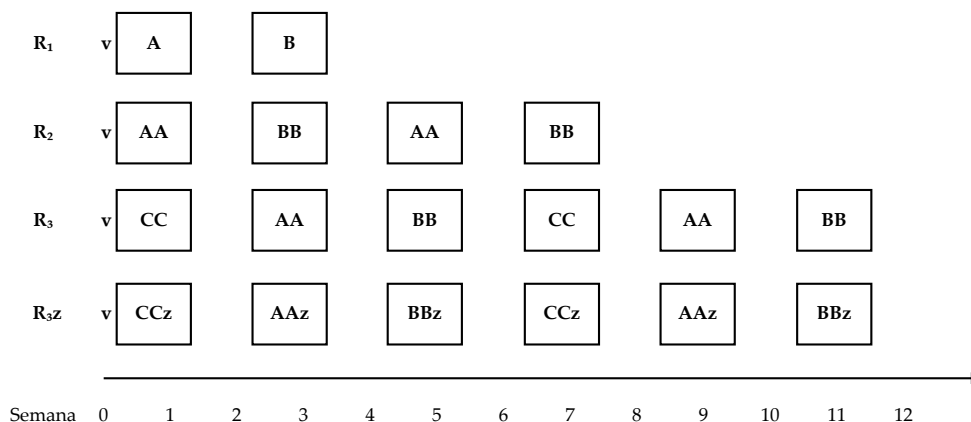 R₁ v A B
R₂ v AA BB AA BB
R₃ v CC AA BB CC AA BB
R₃z v CCz AAz BBz CCz AAz BBz
Semana 0 1 2 3 4 5 6 7 8 9 10 11 12